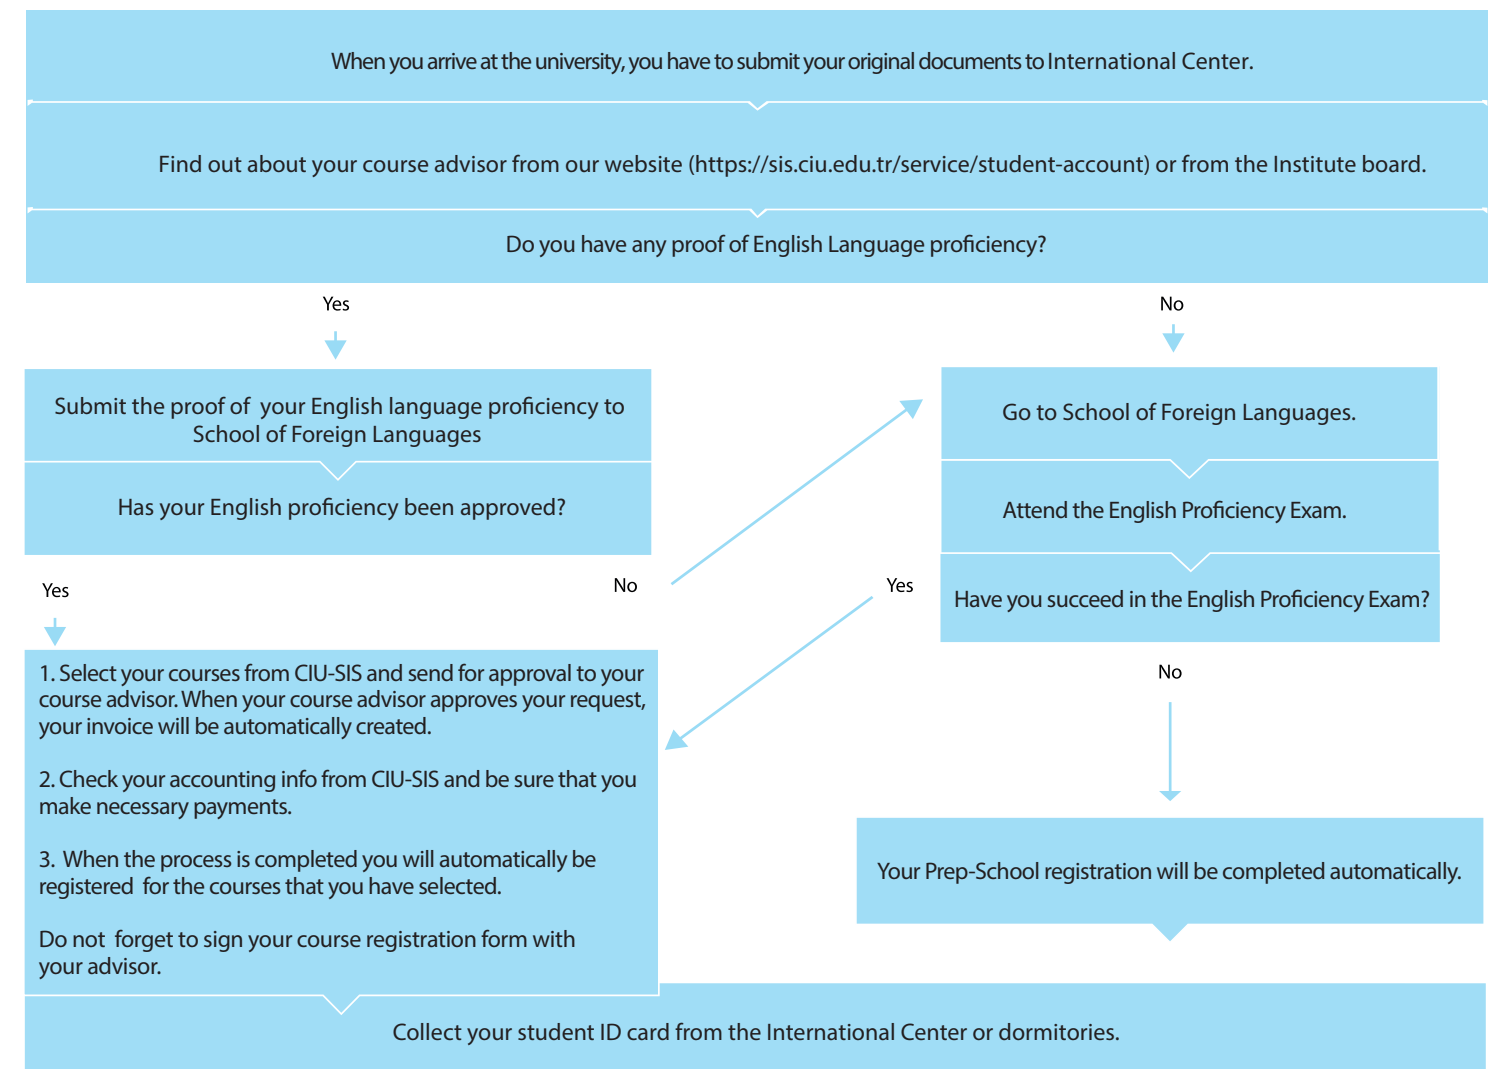 When you arrive at the university, you have to submit your original documents to International Center.
Find out about your course advisor from our website (https://sis.ciu.edu.tr/service/student-account) or from the Institute board.
Do you have any proof of English Language proficiency?
Yes
No
Submit the proof of your English language proficiency to
School of Foreign Languages
Has your English proficiency been approved?
Go to School of Foreign Languages.
Attend the English Proficiency Exam.
Have you succeed in the English Proficiency Exam?
Yes
No
Yes
No
1. Select your courses from CIU-SIS and send for approval to your
course advisor. When your course advisor approves your request,
your invoice will be automatically created.
2. Check your accounting info from CIU-SIS and be sure that you
make necessary payments.
3. When the process is completed you will automatically be
registered for the courses that you have selected.
Do not forget to sign your course registration form with
your advisor.
Your Prep-School registration will be completed automatically.
Collect your student ID card from the International Center or dormitories.